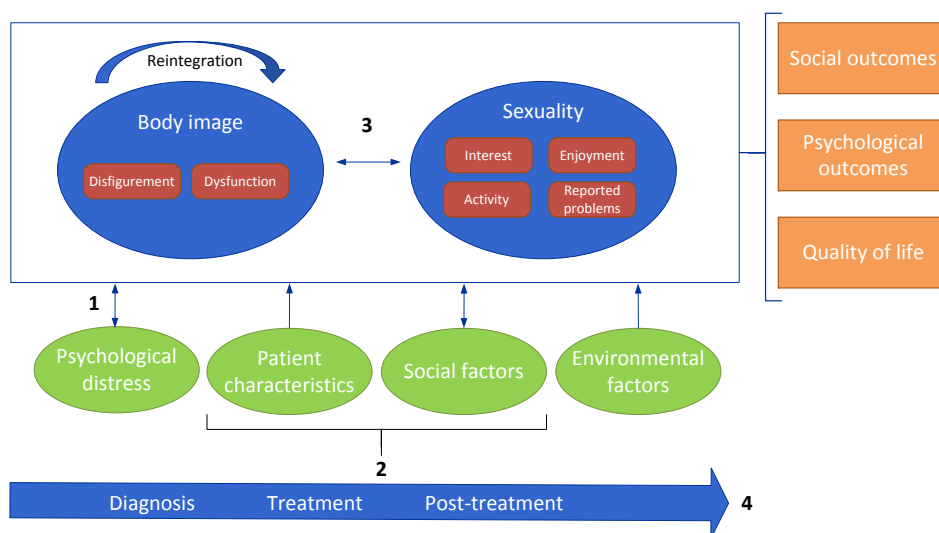 Reintegration
Body image
Disfigurement
Dysfunction
3
Sexuality
Interest
Enjoyment
Activity
Reported
problems
Social outcomes
Psychological
outcomes
Quality of life
1
Psychological
distress
Patient
characteristics
Social factors
Environmental
factors
2
Diagnosis
Treatment
Post-treatment
4